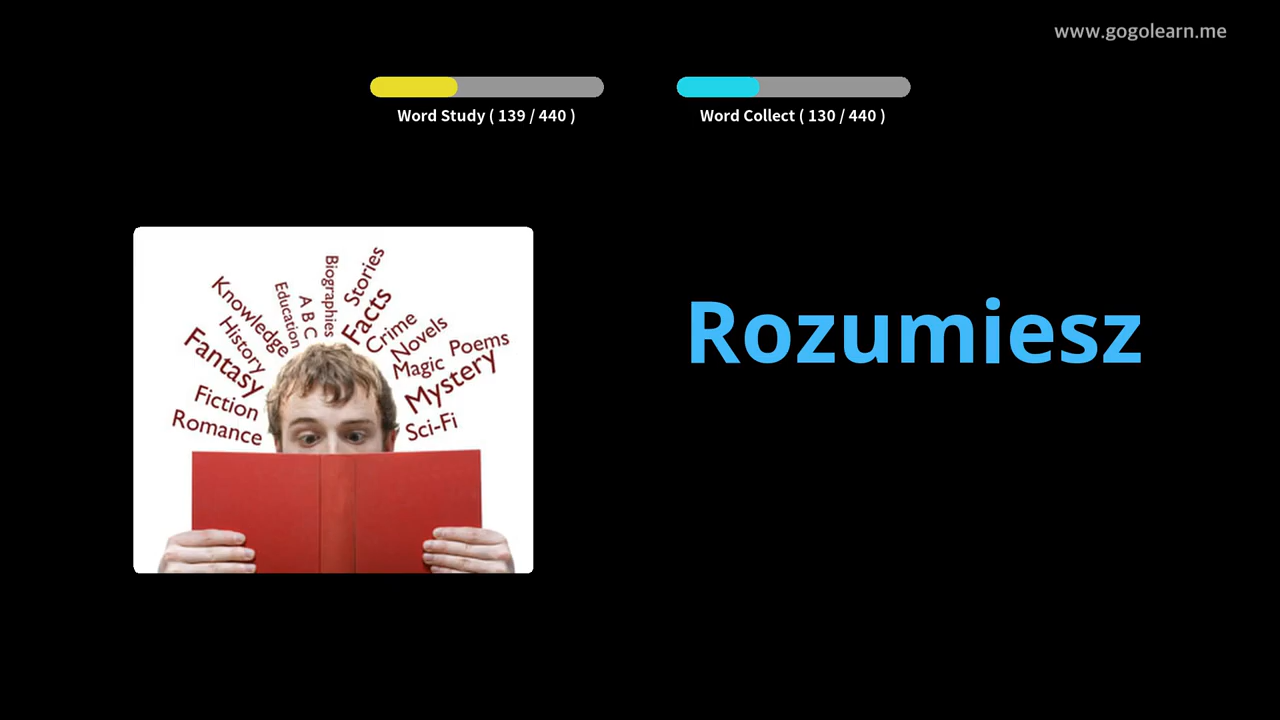 www.gogolearn.me
Word Study ( 139 / 440 )
Word Collect ( 130 / 440 )
Rozumiesz
Romance
Fiction
Fantasy
History
Knowledge
Education
A B C
Biographies
Stories
Facts
Crime
Novels
Magic
Poems
Mystery
Sci-Fi